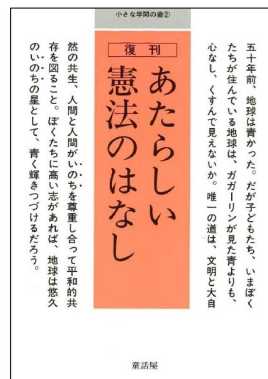 小さな学問の書②
五十年前、地球は青かった。だが子どもたち、いまぼく
たちが住んでいる地球は、ガガーリンが見た青よりも、
心なし、くすんで見えないか。唯一の道は、文明と大自
復刊
あたらしい
憲法のはなし
然の共生、人間と人間がいのちを尊重し合って平和的共
存を図ること。ぼくたちに高い志があれば、地球は悠久
のいのちの星として、青く輝きつづけるだろう。
童話屋